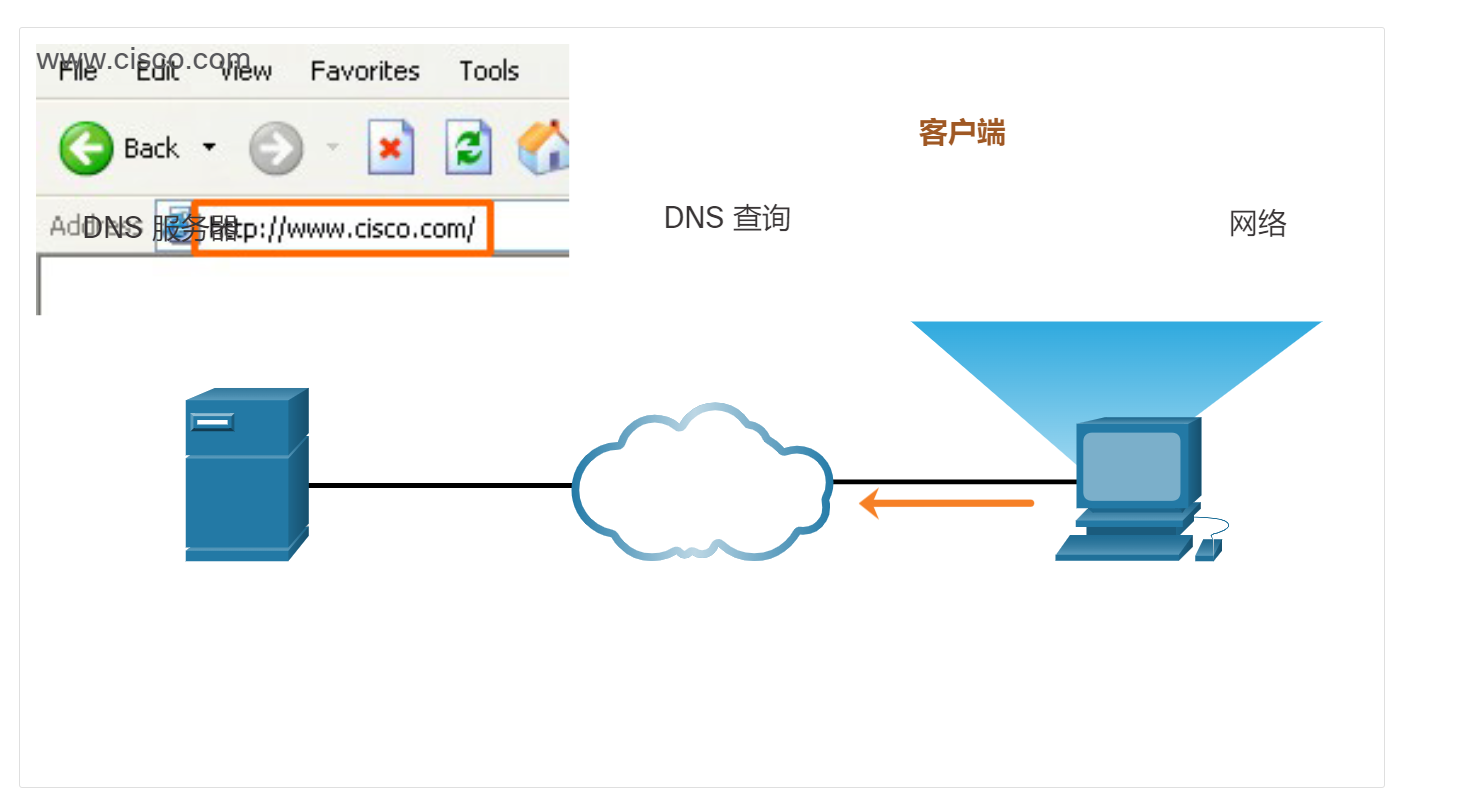 www.cisco.com
File Edit View Favorites Tools
客户端
Back
DNS 查询
网络
DNS 服务器
Address http://www.cisco.com/